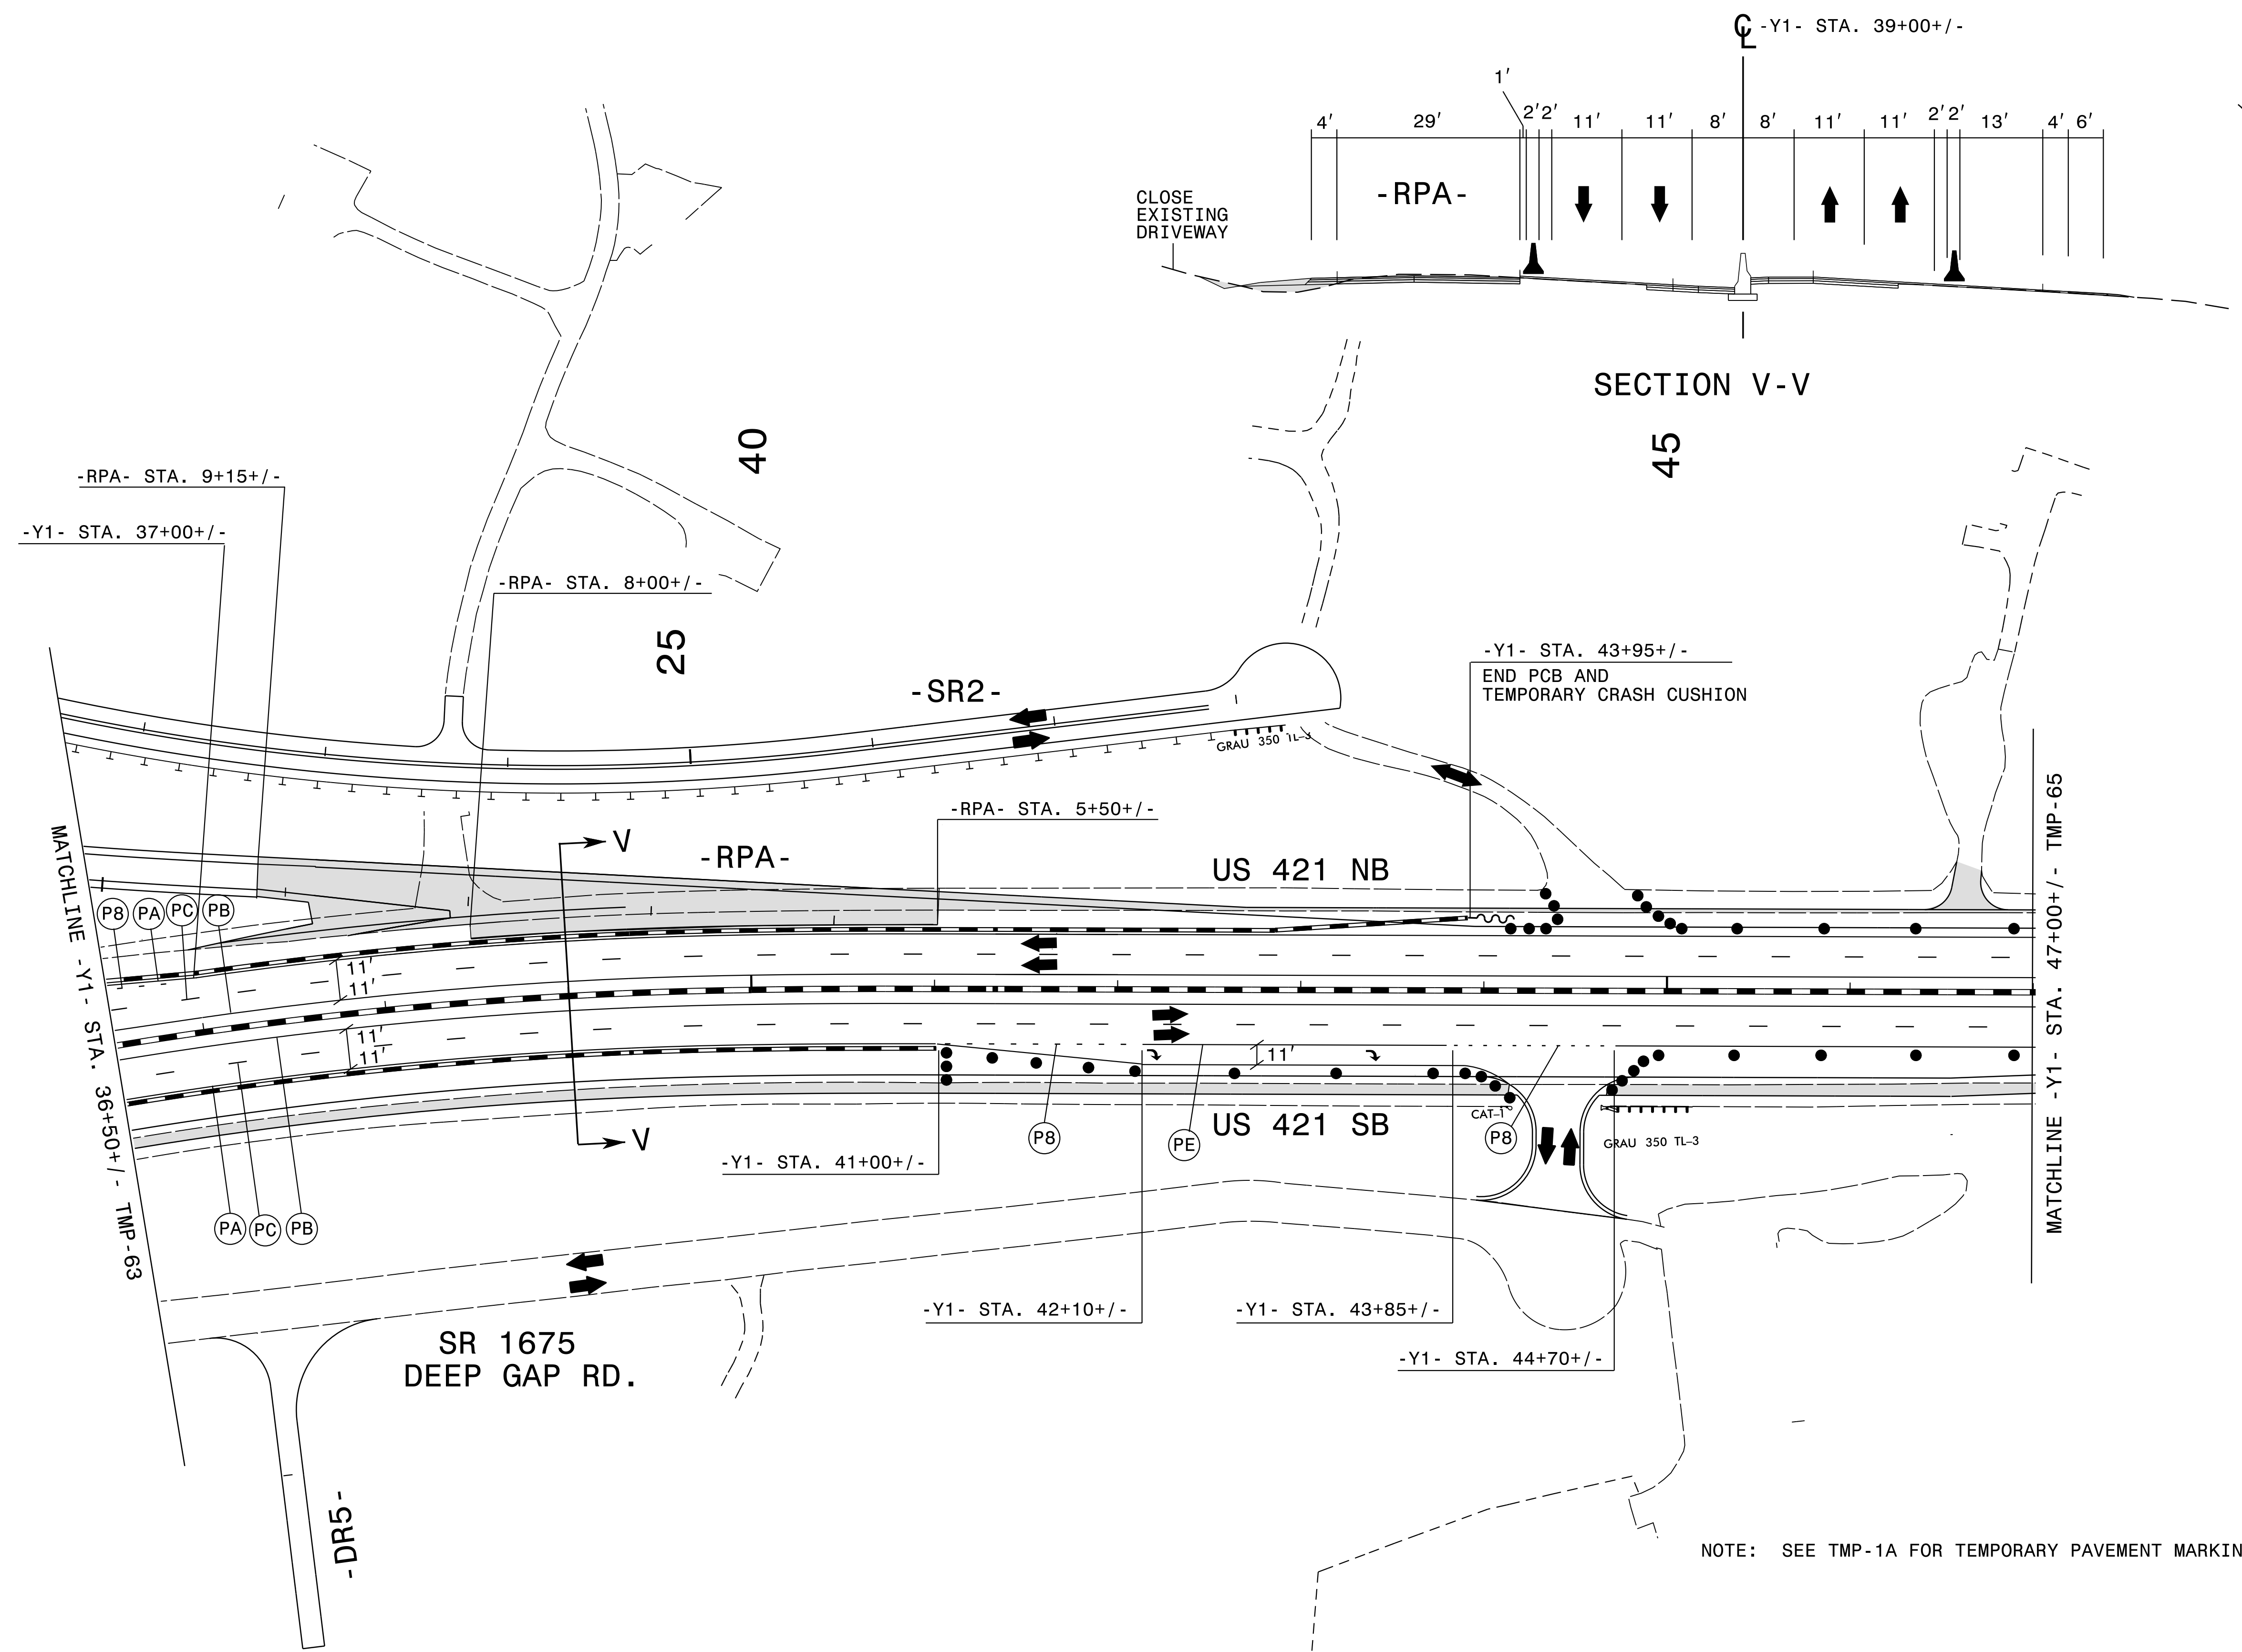 ℄ -Y1- STA. 39+00+/-
1'
4' 29' 2' 2' 11' 11' 8' 8' 11' 11' 2' 2' 13' 4' 6'
-RPA-
CLOSE
EXISTING
DRIVEWAY
SECTION V-V
40
45
-RPA- STA. 9+15+/-
-Y1- STA. 37+00+/-
-RPA- STA. 8+00+/-
25
-Y1- STA. 43+95+/-
END PCB AND
TEMPORARY CRASH CUSHION
-SR2-
GRAU 350 TL-3
-RPA- STA. 5+50+/-
V
-RPA-
US 421 NB
P8 PA PC PB
11'
11'
11'
11'
11'
MATCHLINE -Y1- STA. 36+50+/- TMP-63
MATCHLINE -Y1- STA. 47+00+/- TMP-65
CAT-1
US 421 SB
P8
PE
P8
GRAU 350 TL-3
V
-Y1- STA. 41+00+/-
PA PC PB
-Y1- STA. 42+10+/-
-Y1- STA. 43+85+/-
-Y1- STA. 44+70+/-
SR 1675
DEEP GAP RD.
-DR5-
NOTE: SEE TMP-1A FOR TEMPORARY PAVEMENT MARKIN